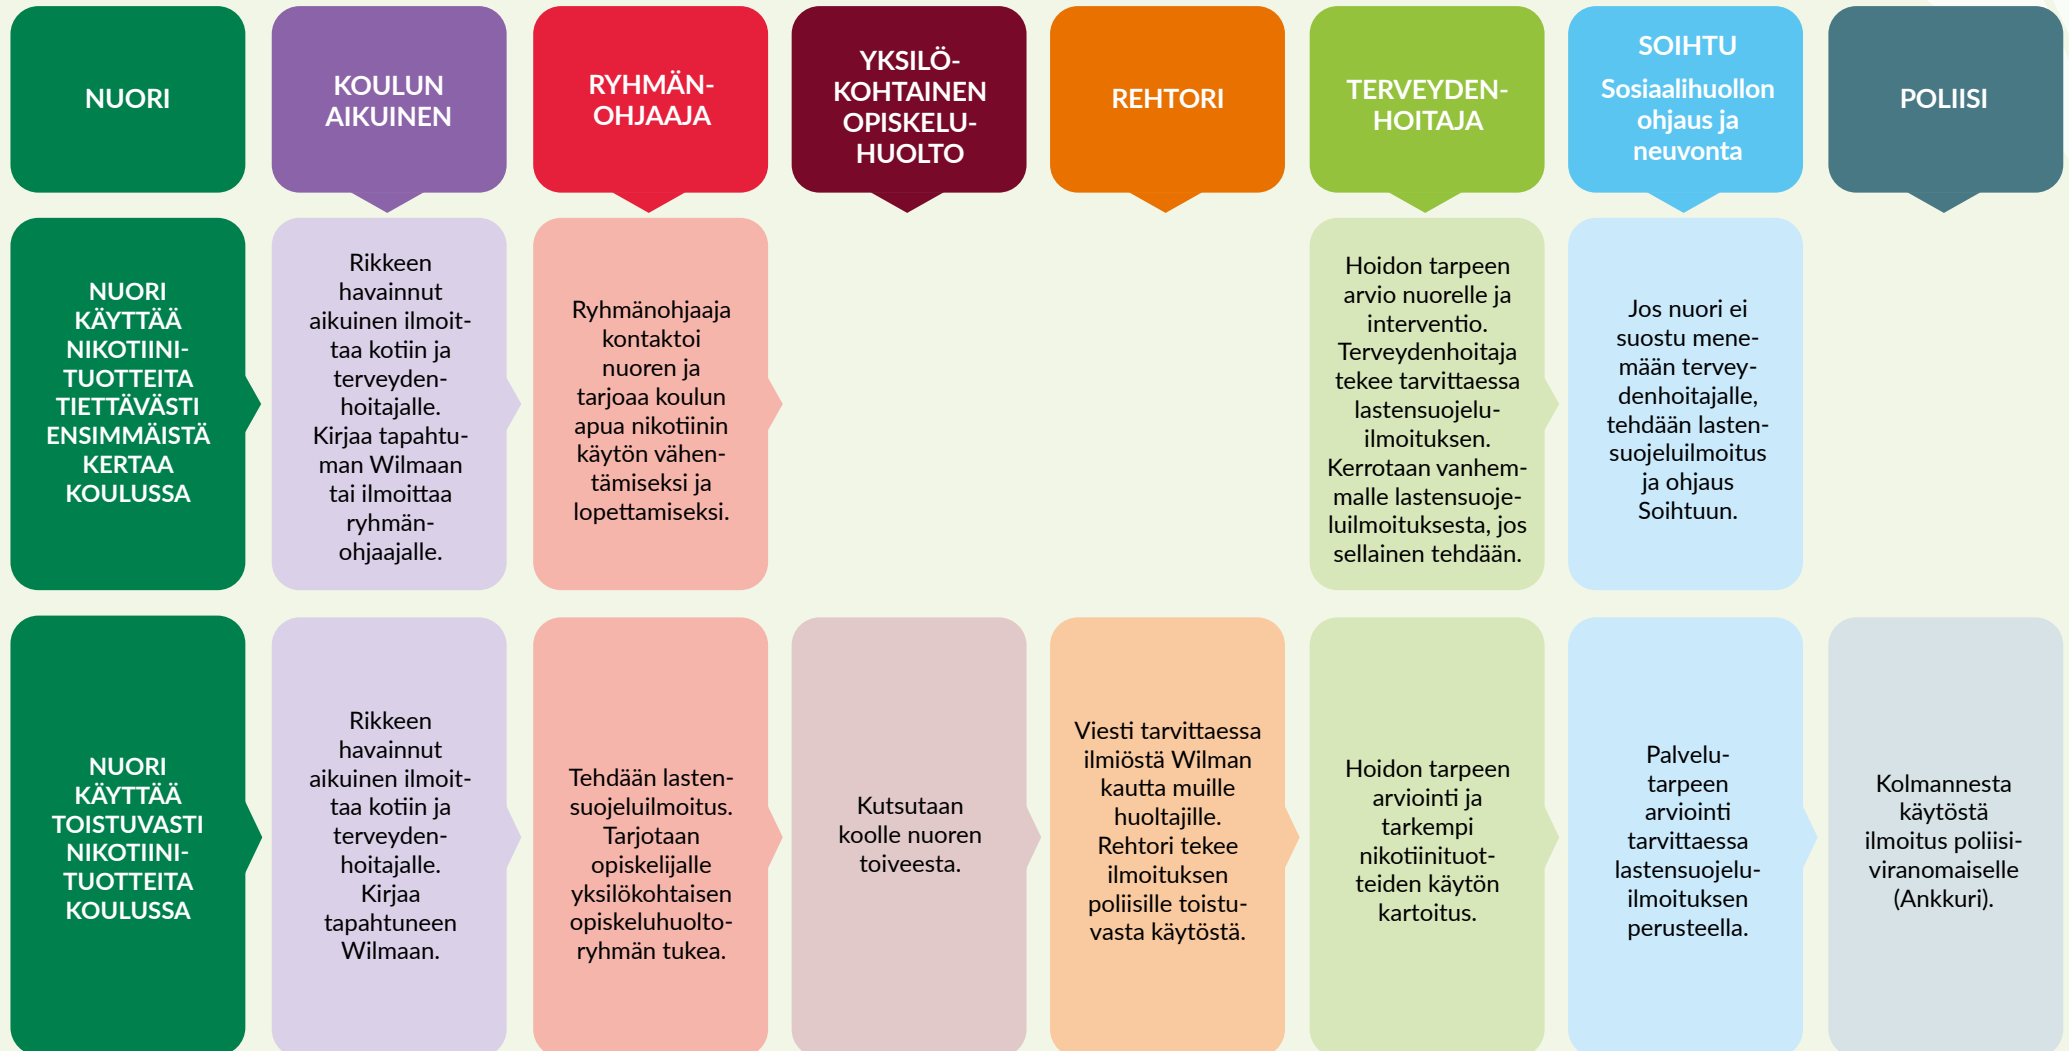 NUORI
KOULUN
AIKUINEN
RYHMÄN-
OHJAAJA
YKSILÖ-
KOHTAINEN
OPISKELU-
HUOLTO
REHTORI
TERVEYDEN-
HOITAJA
SOIHTU
Sosiaalihuollon
ohjaus ja
neuvonta
POLIISI
NUORI
KÄYTTÄÄ
NIKOTIINI-
TUOTTEITA
TIETTÄVÄSTI
ENSIMMÄISTÄ
KERTAA
KOULUSSA
Rikkeen
havainnut
aikuinen ilmoit-
taa kotiin ja
terveyden-
hoitajalle.
Kirjaa tapahtu-
man Wilmaan
tai ilmoittaa
ryhmän-
ohjaajalle.
Ryhmänohjaaja
kontaktoi
nuoren ja
tarjoaa koulun
apua nikotiinin
käytön vähen-
tämiseksi ja
lopettamiseksi.
Hoidon tarpeen
arvio nuorelle ja
interventio.
Terveydenhoitaja
tekee tarvittaessa
lastensuojelu-
ilmoituksen.
Kerrotaan vanhem-
malle lastensuoje-
luilmoituksesta, jos
sellainen tehdään.
Jos nuori ei
suostu mene-
mään tervey-
denhoitajalle,
tehdään lasten-
suojeluilmoitus
ja ohjaus
Soihtuun.
NUORI
KÄYTTÄÄ
TOISTUVASTI
NIKOTIINI-
TUOTTEITA
KOULUSSA
Rikkeen
havainnut
aikuinen ilmoit-
taa kotiin ja
terveyden-
hoitajalle.
Kirjaa
tapahtuneen
Wilmaan.
Tehdään lasten-
suojeluilmoitus.
Tarjotaan
opiskelijalle
yksilökohtaisen
opiskeluhuolto-
ryhmän tukea.
Kutsutaan
koolle nuoren
toiveesta.
Viesti tarvittaessa
ilmiöstä Wilman
kautta muille
huoltajille.
Rehtori tekee
ilmoituksen
poliisille toistu-
vasta käytöstä.
Hoidon tarpeen
arviointi ja
tarkempi
nikotiinituot-
teiden käytön
kartoitus.
Palvelu-
tarpeen
arviointi
tarvittaessa
lastensuojelu-
ilmoituksen
perusteella.
Kolmannesta
käytöstä
ilmoitus poliisi-
viranomaiselle
(Ankkuri).